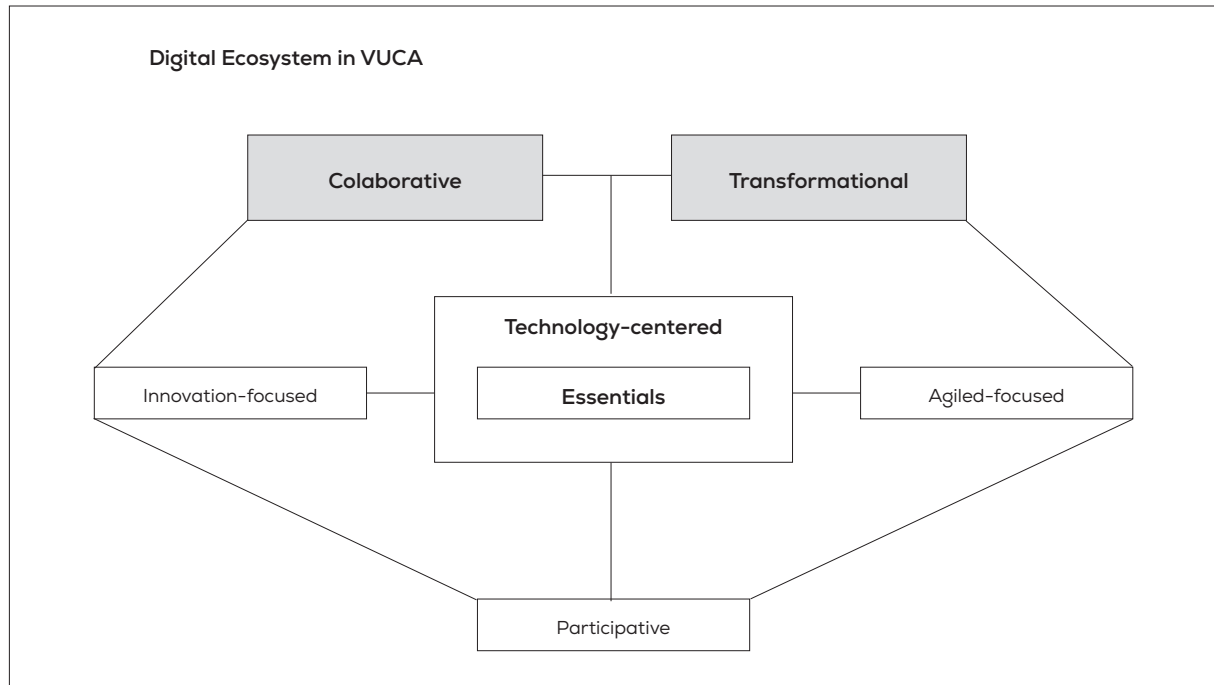 Digital Ecosystem in VUCA
Colaborative
Transformational
Technology-centered
Innovation-focused
Essentials
Agiled-focused
Participative